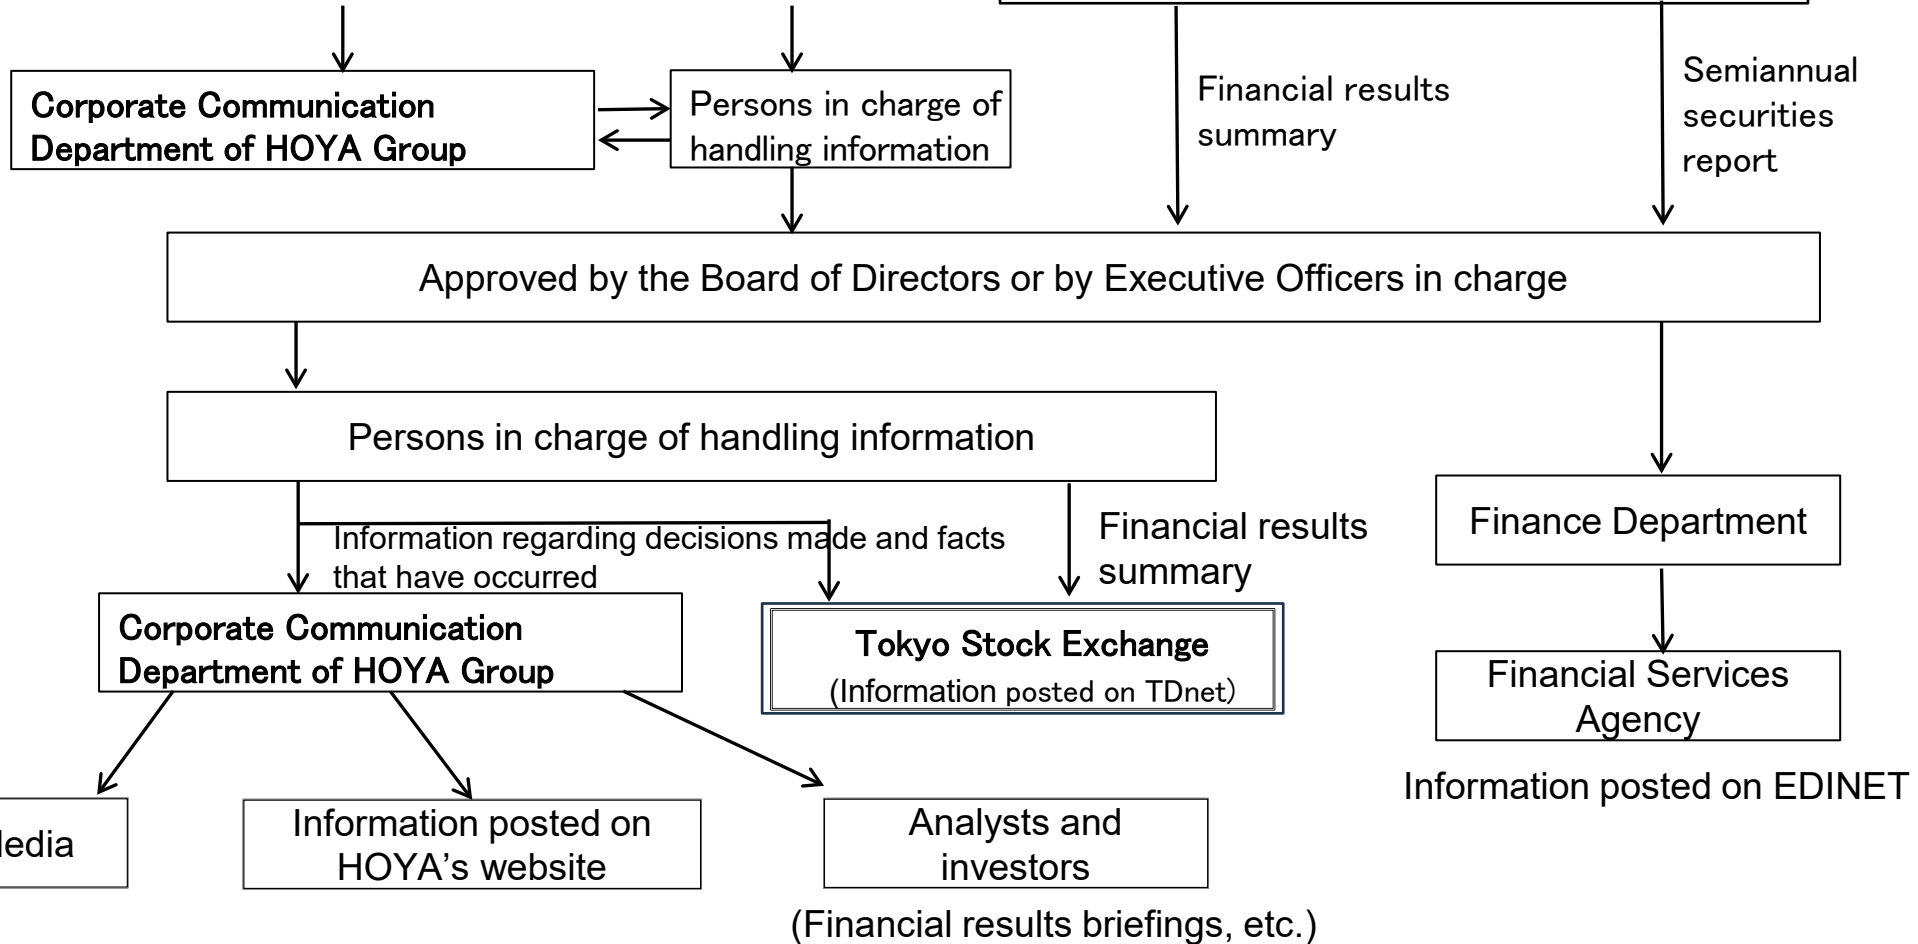 Corporate Communication
Department of HOYA Group
Persons in charge of
handling information
Financial results
summary
Semiannual
securities
report
Approved by the Board of Directors or by Executive Officers in charge
Persons in charge of handling information
Information regarding decisions made and facts
that have occurred
Financial results
summary
Finance Department
Corporate Communication
Department of HOYA Group
Tokyo Stock Exchange
(Information posted on TDnet)
Financial Services
Agency
Information posted on EDINET
Information posted on
HOYA’s website
Analysts and
investors
(Financial results briefings, etc.)